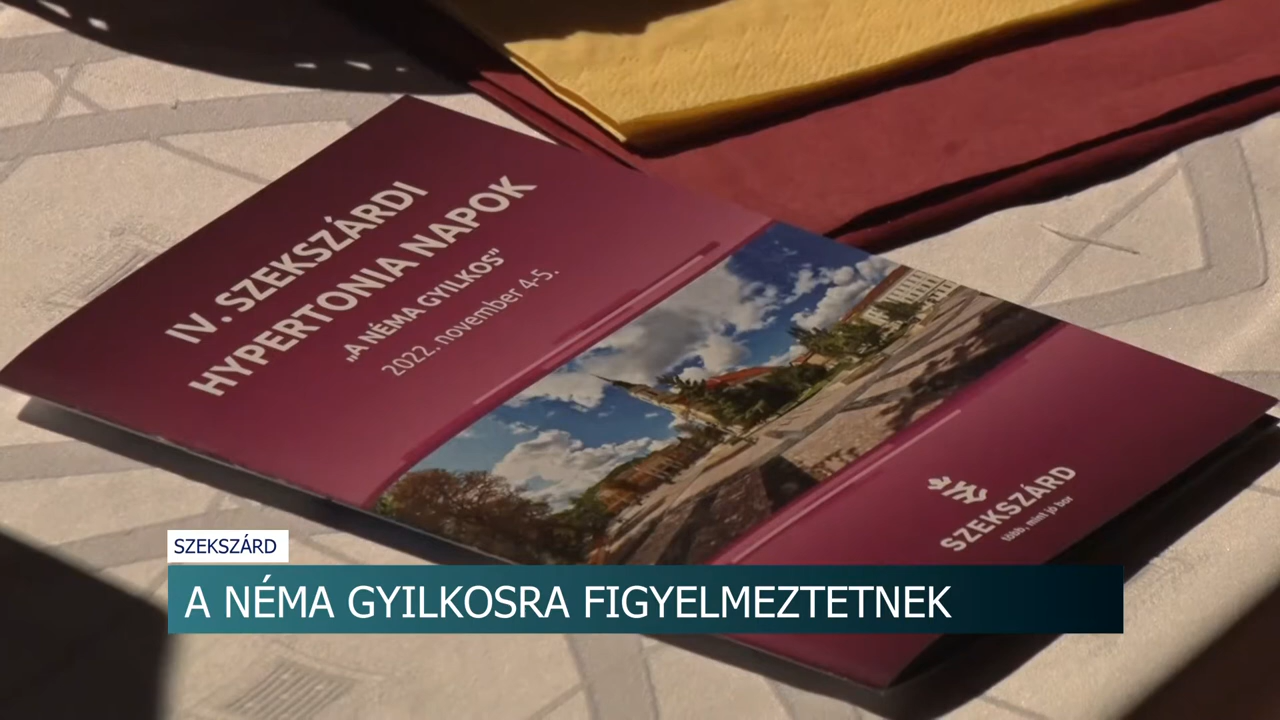 IV. SZEKSZÁRDI
HYPERTONIA NAPOK
„A NÉMA GYILKOS”
2022. november 4-5.
SZEKSZÁRD
több, mint jó bor
SZEKSZÁRD
A NÉMA GYILKOSRA FIGYELMEZTETNEK